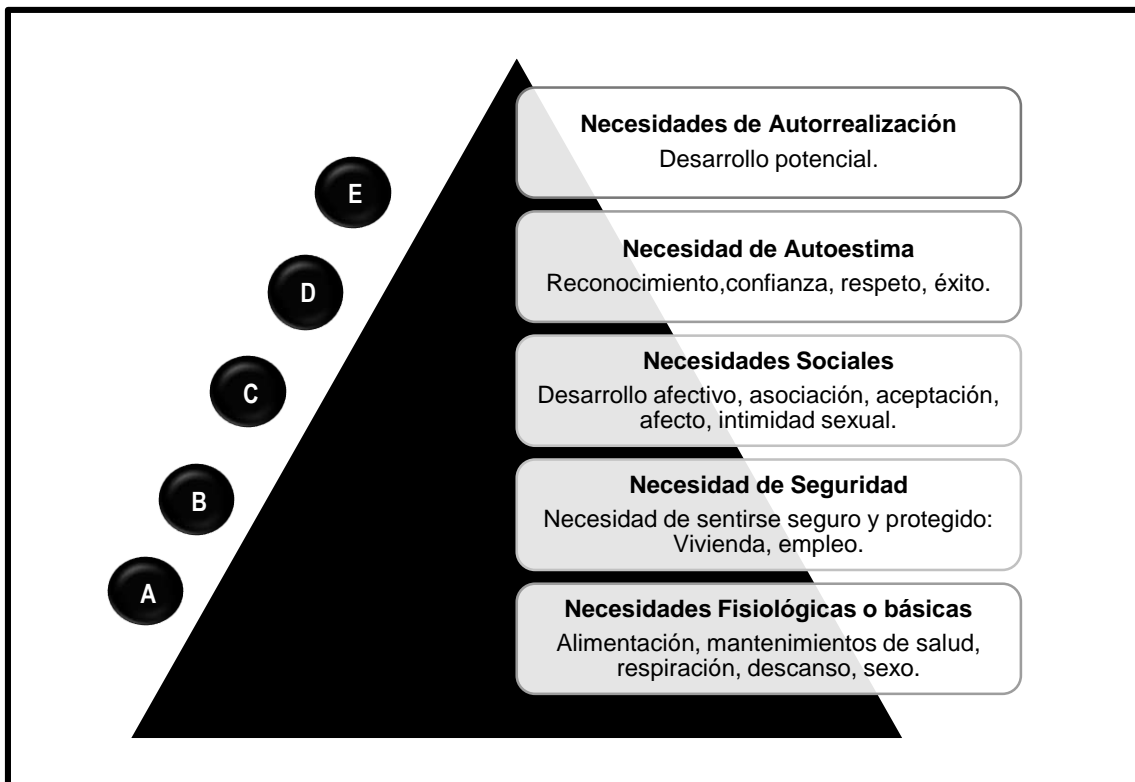 E
Necesidades de Autorrealización
Desarrollo potencial.
D
Necesidad de Autoestima
Reconocimiento,confianza, respeto, éxito.
C
Necesidades Sociales
Desarrollo afectivo, asociación, aceptación,
afecto, intimidad sexual.
B
Necesidad de Seguridad
Necesidad de sentirse seguro y protegido:
Vivienda, empleo.
A
Necesidades Fisiológicas o básicas
Alimentación, mantenimientos de salud,
respiración, descanso, sexo.